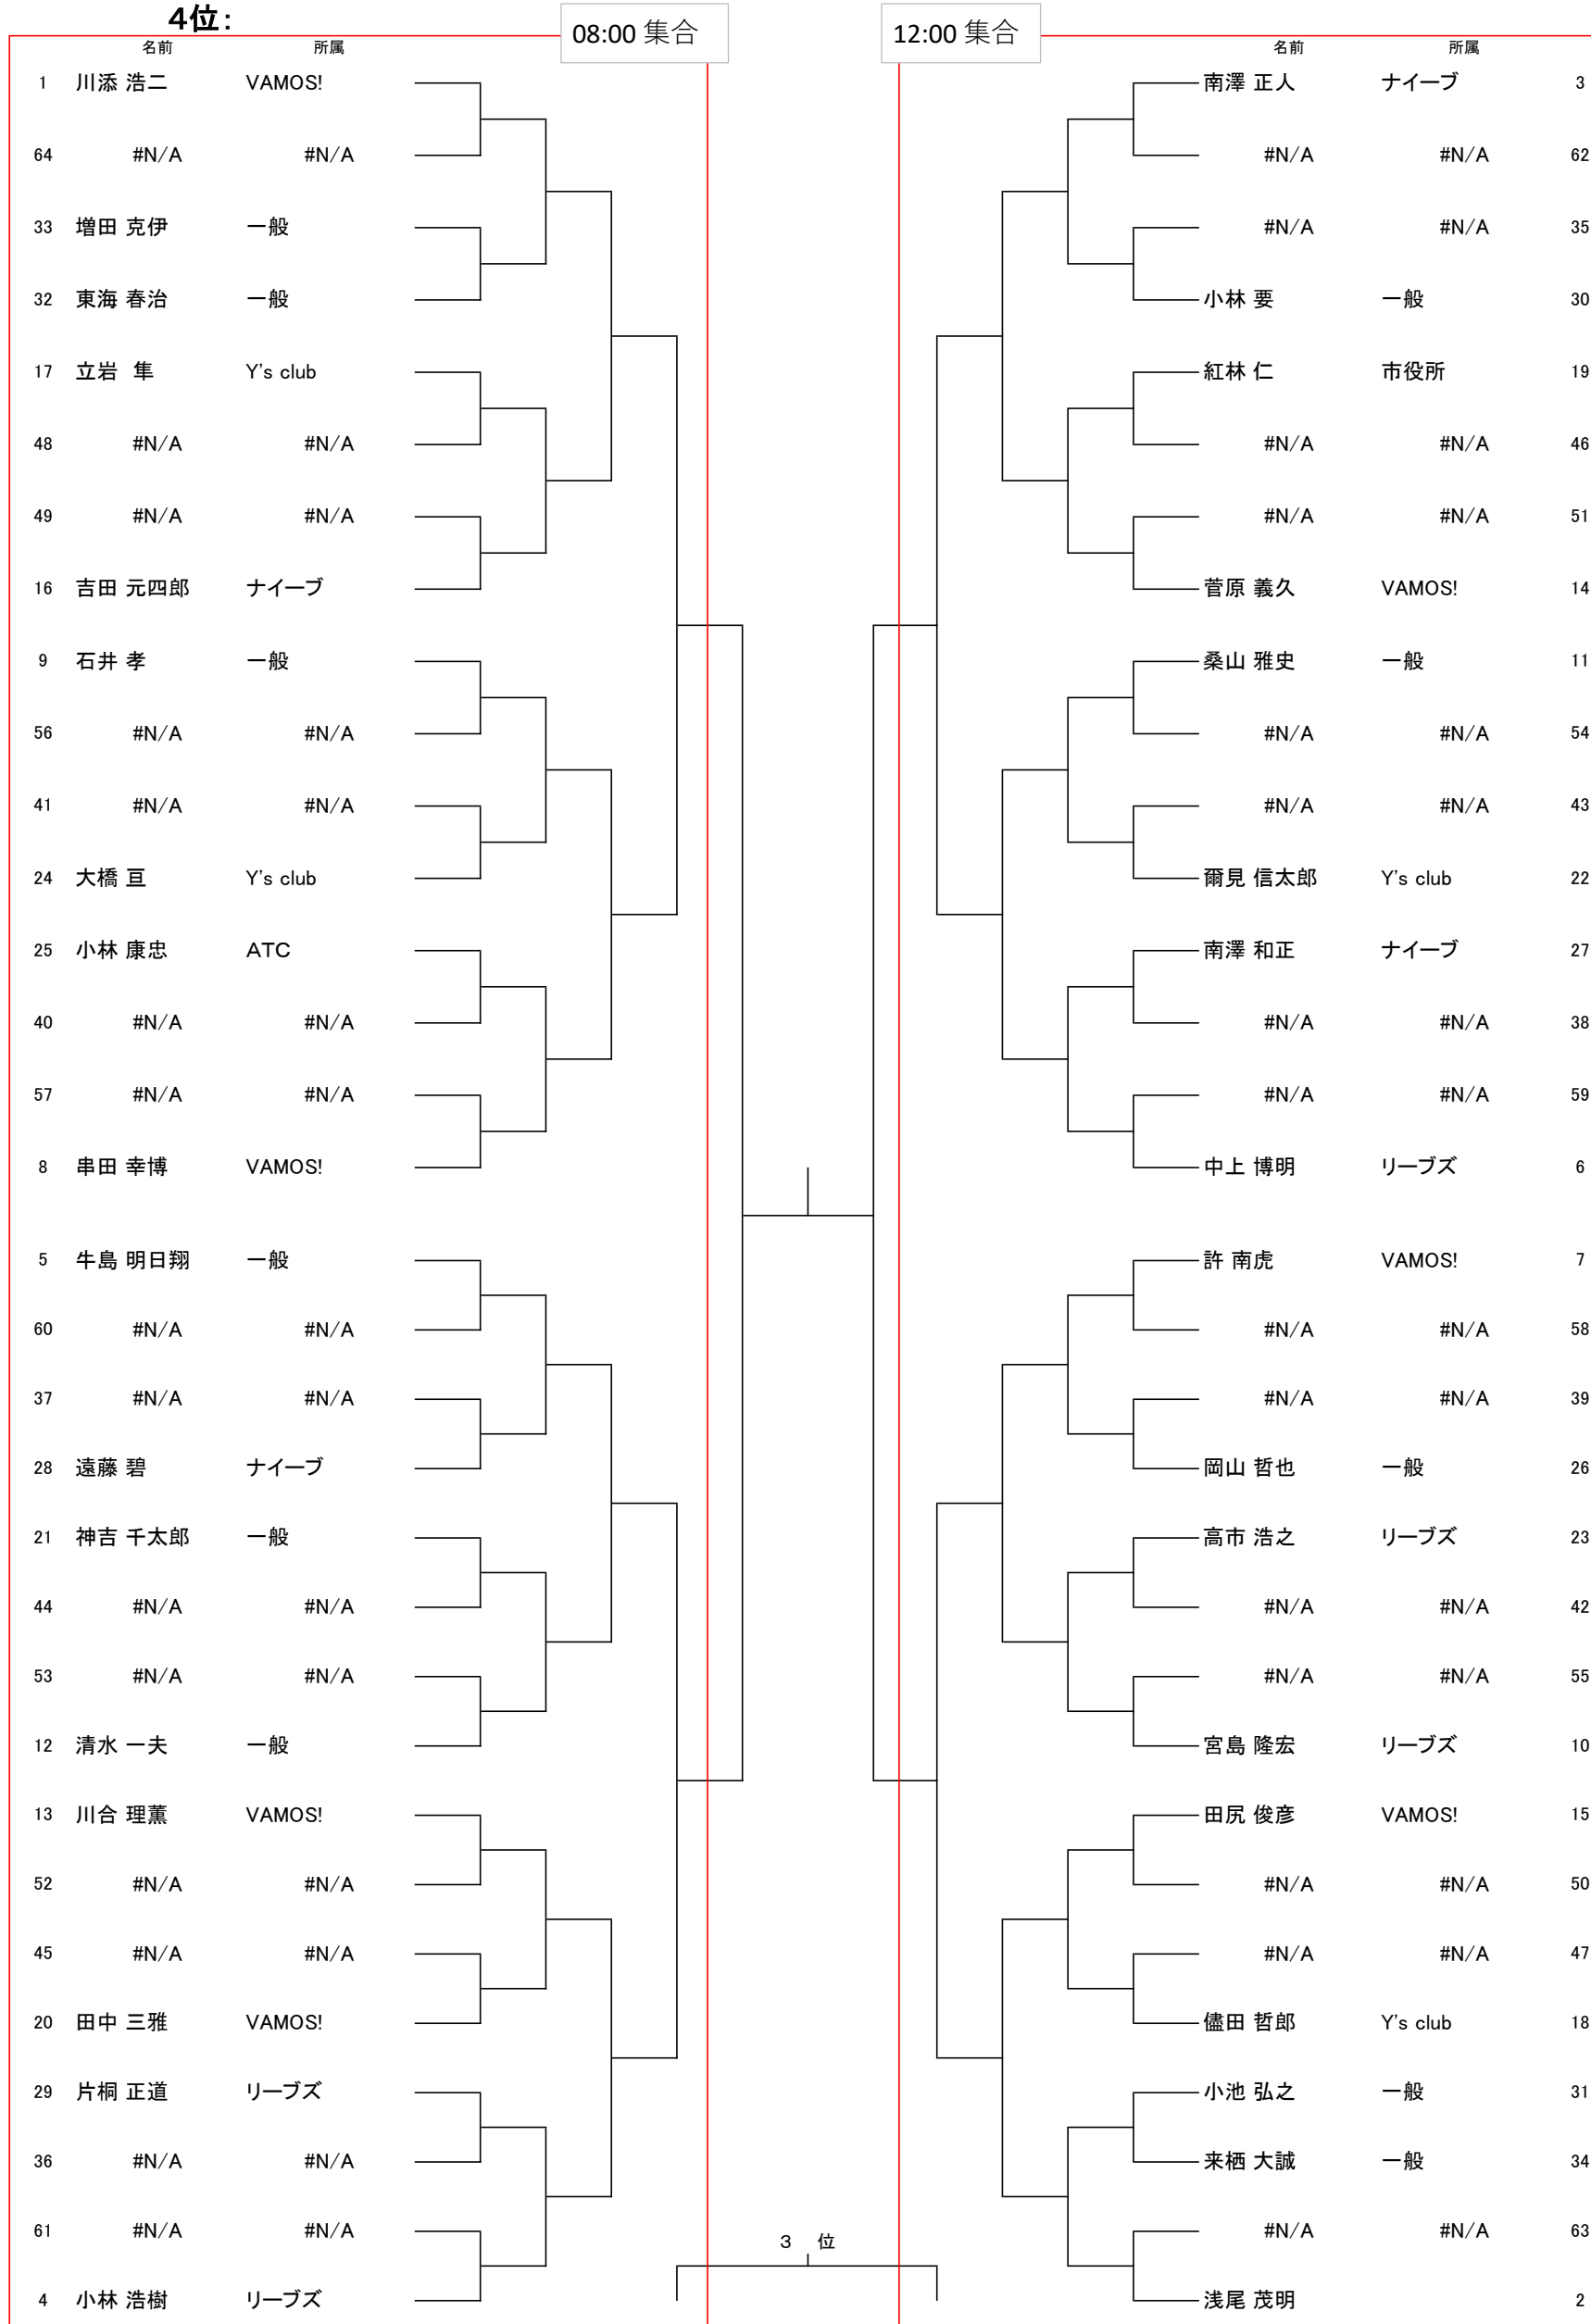 4位：
08:00 集合
12:00 集合
名前 所属 名前 所属
1 川添 浩二 VAMOS! 南澤 正人 ナイーブ 3
64 #N/A #N/A #N/A #N/A 62
33 増田 克伊 一般 #N/A #N/A 35
32 東海 春治 一般 小林 要 一般 30
17 立岩 隼 Y's club 紅林 仁 市役所 19
48 #N/A #N/A #N/A #N/A 46
49 #N/A #N/A #N/A #N/A 51
16 吉田 元四郎 ナイーブ 菅原 義久 VAMOS! 14
9 石井 孝 一般 桑山 雅史 一般 11
56 #N/A #N/A #N/A #N/A 54
41 #N/A #N/A #N/A #N/A 43
24 大橋 亘 Y's club 爾見 信太郎 Y's club 22
25 小林 康忠 ATC 南澤 和正 ナイーブ 27
40 #N/A #N/A #N/A #N/A 38
57 #N/A #N/A #N/A #N/A 59
8 串田 幸博 VAMOS! 中上 博明 リーブズ 6
5 牛島 明日翔 一般 許 南虎 VAMOS! 7
60 #N/A #N/A #N/A #N/A 58
37 #N/A #N/A #N/A #N/A 39
28 遠藤 碧 ナイーブ 岡山 哲也 一般 26
21 神吉 千太郎 一般 高市 浩之 リーブズ 23
44 #N/A #N/A #N/A #N/A 42
53 #N/A #N/A #N/A #N/A 55
12 清水 一夫 一般 宮島 隆宏 リーブズ 10
13 川合 理薫 VAMOS! 田尻 俊彦 VAMOS! 15
52 #N/A #N/A #N/A #N/A 50
45 #N/A #N/A #N/A #N/A 47
20 田中 三雅 VAMOS! 儘田 哲郎 Y's club 18
29 片桐 正道 リーブズ 小池 弘之 一般 31
36 #N/A #N/A 来栖 大誠 一般 34
61 #N/A #N/A #N/A #N/A 63
3 位
4 小林 浩樹 リーブズ 浅尾 茂明 2